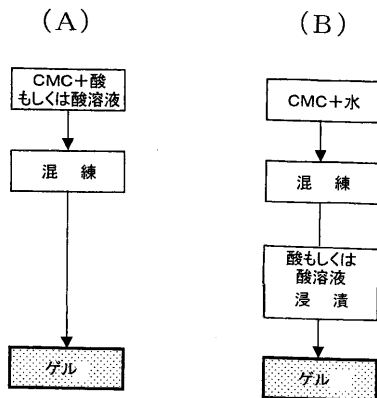 (A)
CMC+酸
もしくは酸溶液
混 練
ゲル
(B)
CMC+水
混 練
酸もしくは
酸溶液
浸 漬
ゲル